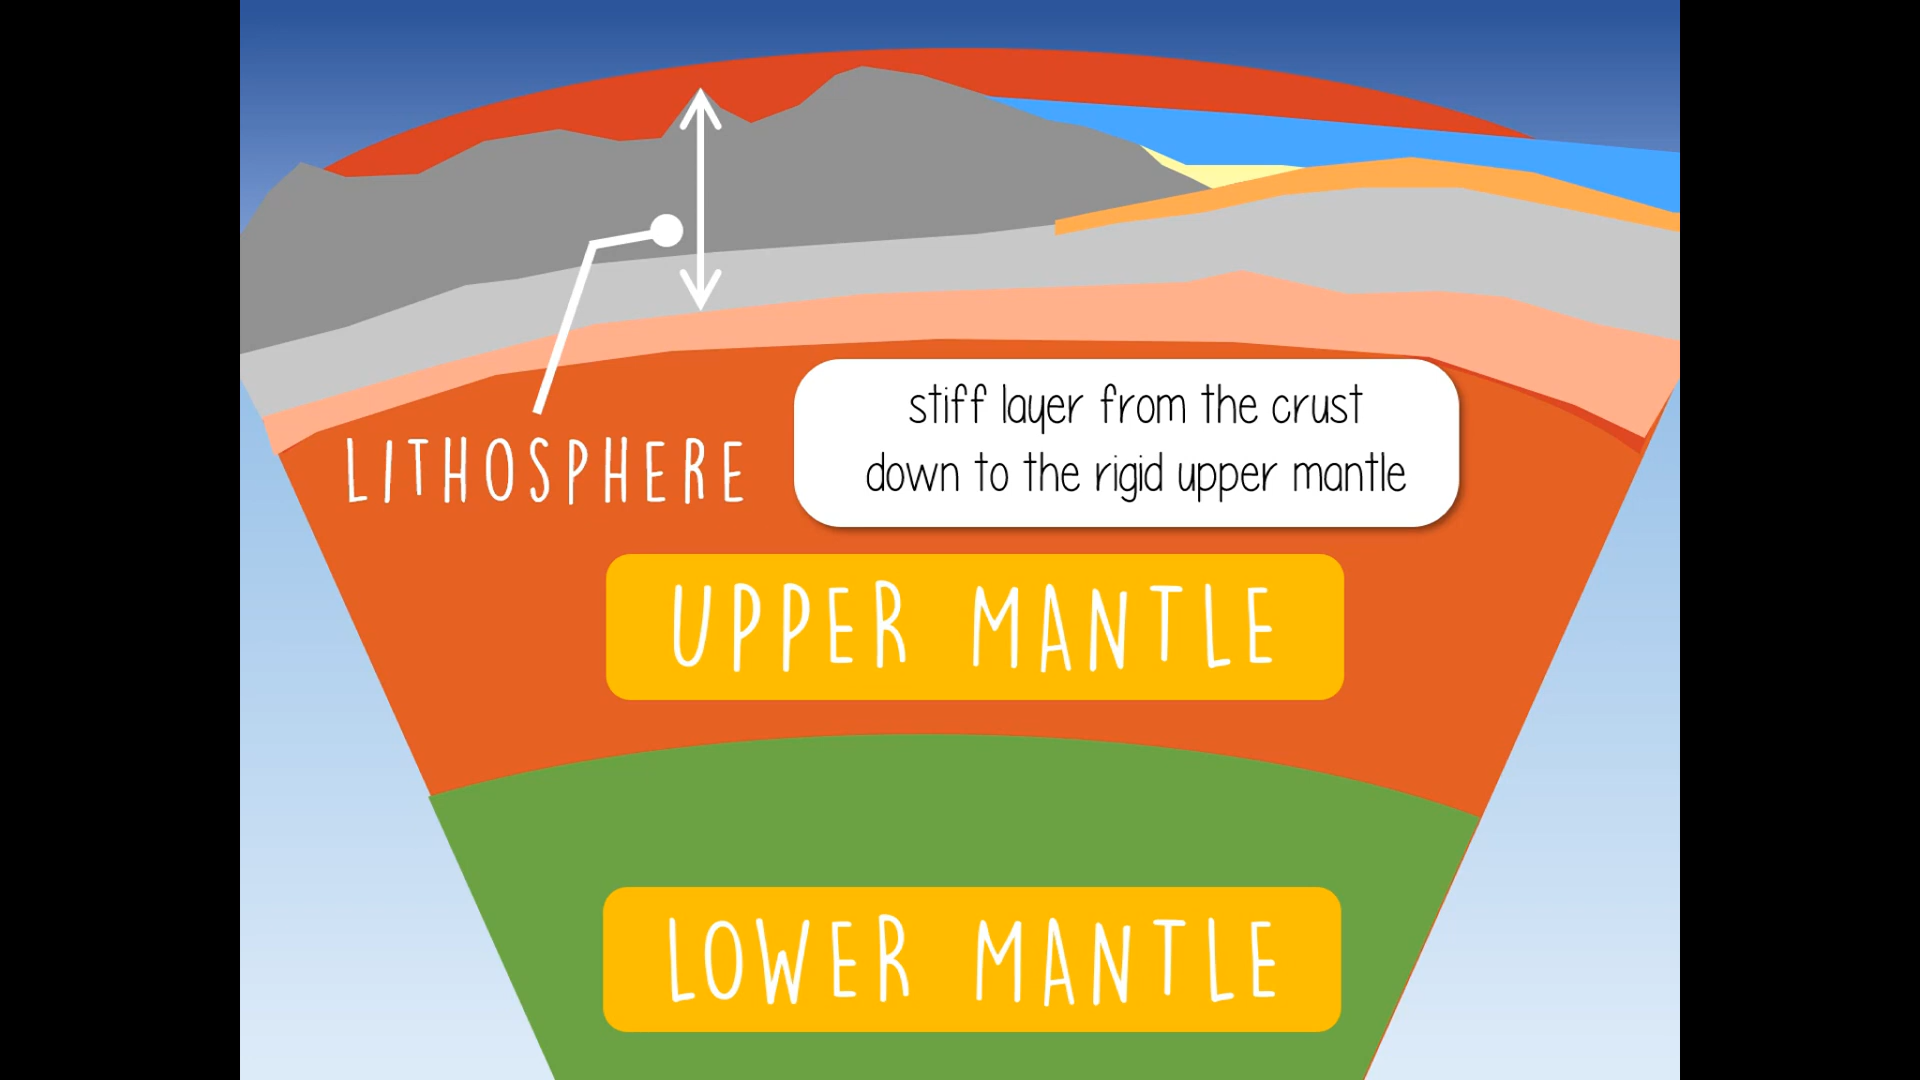 LITHOSPHERE
stiff layer from the crust
down to the rigid upper mantle
UPPER MANTLE
LOWER MANTLE